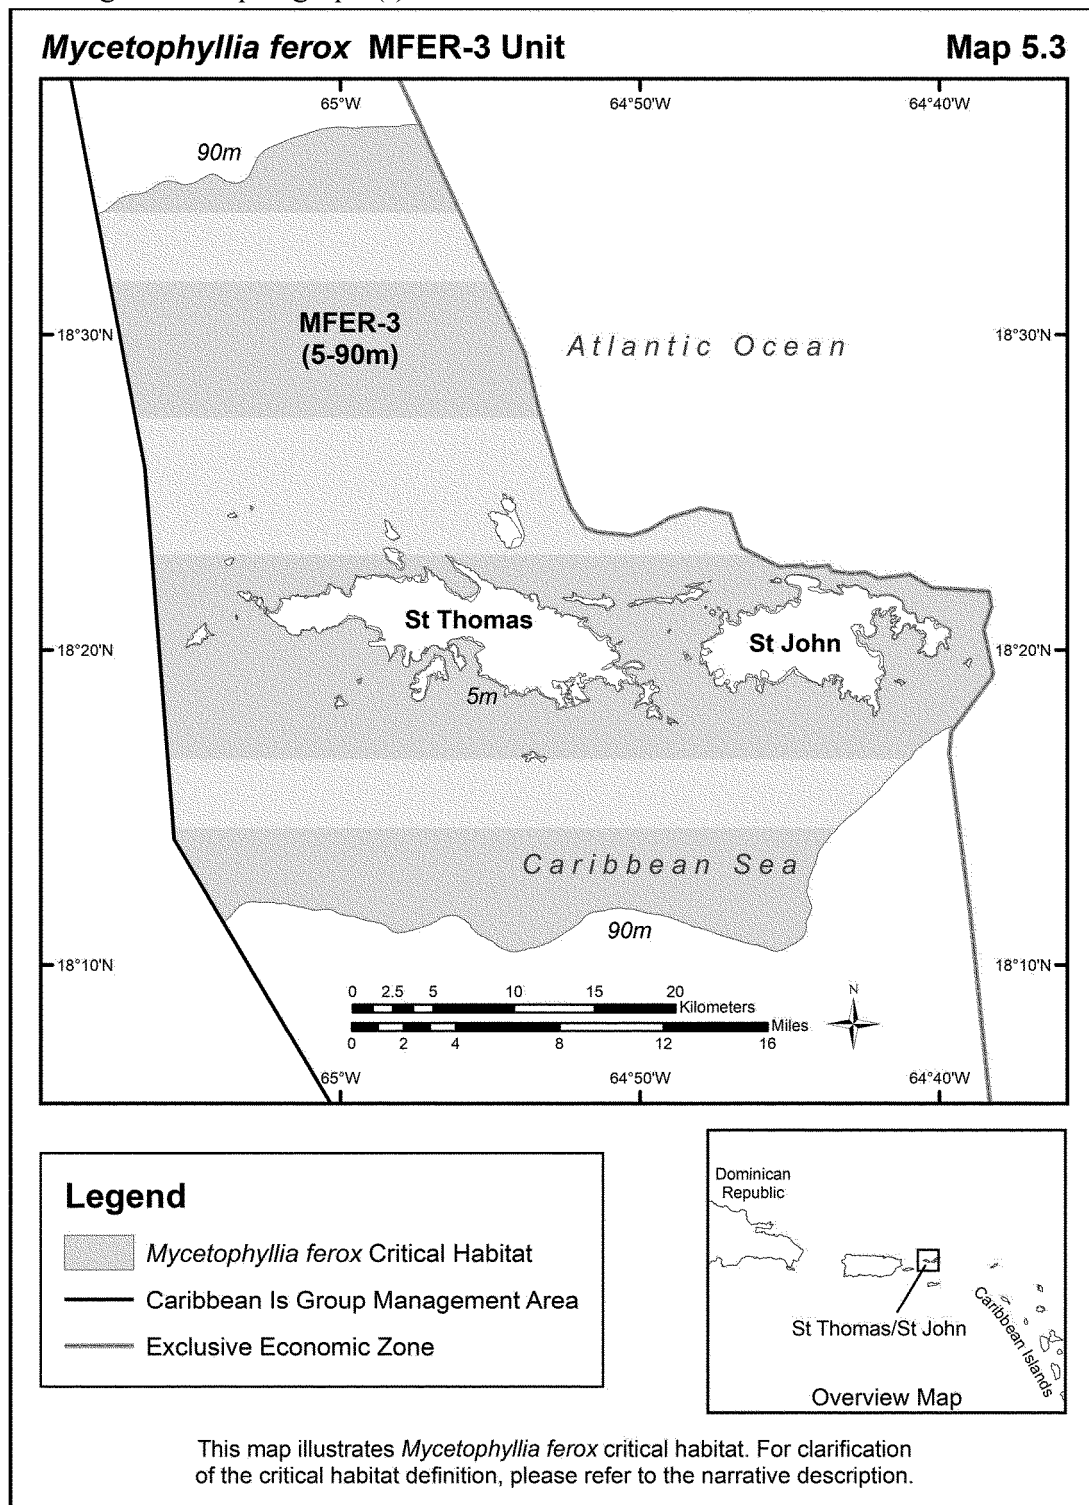 Mycetophyllia ferox MFER-3 Unit Map 5.3
65°W 64°50'W 64°40'W
90m
MFER-3
(5-90m)
18°30'N 18°30'N
Atlantic Ocean
St Thomas
St John
18°20'N 18°20'N
5m
Caribbean Sea
90m
18°10'N 18°10'N
0 2.5 5 10 15 20
Kilometers
Miles
0 2 4 8 12 16
N
65°W 64°50'W 64°40'W
Legend
Mycetophyllia ferox Critical Habitat
Caribbean Is Group Management Area
Exclusive Economic Zone
Dominican
Republic
St Thomas/St John
Caribbean Islands
Overview Map
This map illustrates Mycetophyllia ferox critical habitat. For clarification
of the critical habitat definition, please refer to the narrative description.